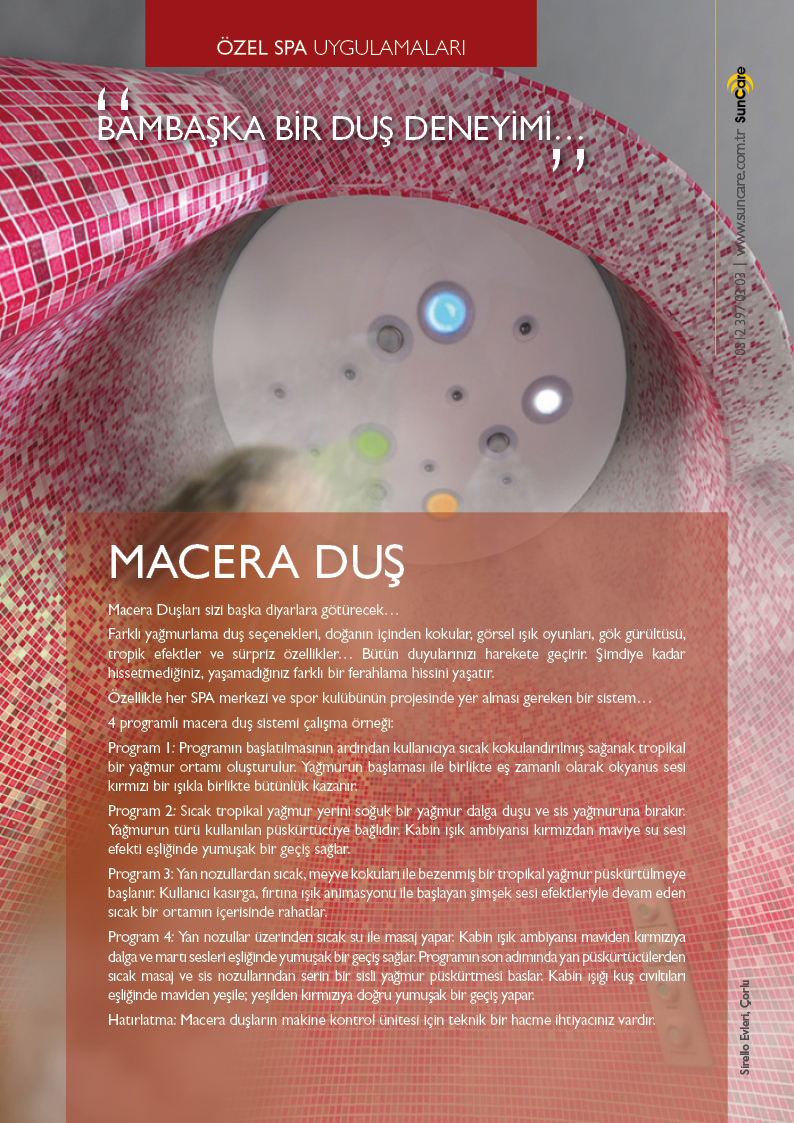 ÖZEL SPA UYGULAMALARI
“BAMBAŞKA BİR DUŞ DENEYİMİ…”
0812 397 03 03 | www.suncare.com.tr SunCare
MACERA DUŞ
Macera Duşları sizi başka diyarlara götürecek…
Farklı yağmurlama duş seçenekleri, doğanın içinden kokular, görsel ışık oyunları, gök gürültüsü,
tropik efektler ve sürpriz özellikler… Bütün duyularınızı harekete geçirir. Şimdiye kadar
hissetmediğiniz, yaşamadığınız farklı bir ferahlama hissini yaşatır.
Özellikle her SPA merkezi ve spor kulübünün projesinde yer alması gereken bir sistem…
4 programlı macera duş sistemi çalışma örneği:
Program 1: Programın başlatılmasının ardından kullanıcıya sıcak kokulandırılmış sağanak tropikal
bir yağmur ortamı oluşturulur. Yağmurun başlaması ile birlikte eş zamanlı olarak okyanus sesi
kırmızı bir ışıkla birlikte bütünlük kazanır.
Program 2: Sıcak tropikal yağmur yerini soğuk bir yağmur dalga duşu ve sis yağmuruna bırakır.
Yağmurun türü kullanılan püskürtücüye bağlıdır. Kabin ışık ambiyansı kırmızdan maviye su sesi
efekti eşliğinde yumuşak bir geçiş sağlar.
Program 3: Yan nozullardan sıcak, meyve kokuları ile bezenmiş bir tropikal yağmur püskürtülmeye
başlanır. Kullanıcı kasırga, fırtına ışık animasyonu ile başlayan şimşek sesi efektleriyle devam eden
sıcak bir ortamın içerisinde rahatlar.
Program 4: Yan nozullar üzerinden sıcak su ile masaj yapar. Kabin ışık ambiyansı maviden kırmızıya
dalga ve martı sesleri eşliğinde yumuşak bir geçiş sağlar. Programın son adımında yan püskürtücülerden
sıcak masaj ve sis nozullarından serin bir sisli yağmur püskürtmesi baslar. Kabin ışığı kuş cıvıltıları
eşliğinde maviden yeşile; yeşilden kırmızıya doğru yumuşak bir geçiş yapar.
Hatırlatma: Macera duşların makine kontrol ünitesi için teknik bir hacme ihtiyacınız vardır.
Sirello Evleri, Çorlu